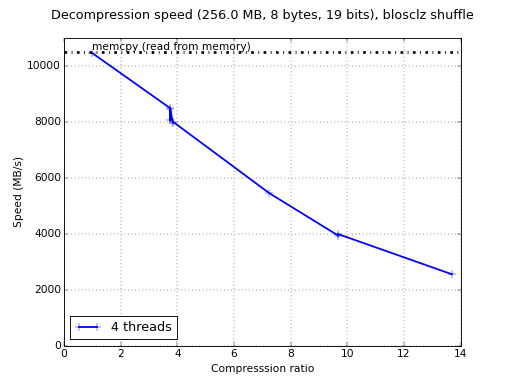 Decompression speed (256.0 MB, 8 bytes, 19 bits), blosclz shuffle
memcpy (read from memory)
10000
8000
6000
4000
2000
0
Speed (MB/s)
4 threads
0 2 4 6 8 10 12 14
Compresssion ratio